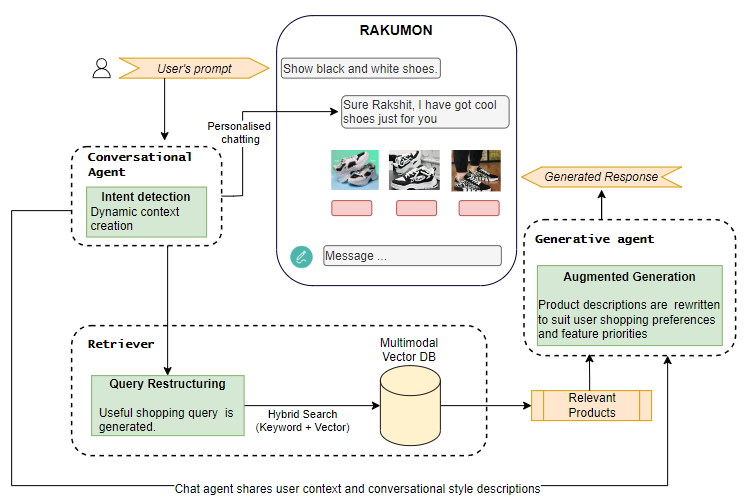 RAKUMON
User's prompt
Show black and white shoes.
Sure Rakshit, I have got cool
shoes just for you
Personalised
chatting
Conversational
Agent
Intent detection
Dynamic context
creation
Generated Response
Message ...
Generative agent
Augmented Generation
Product descriptions are rewritten
to suit user shopping preferences
and feature priorities
Retriever
Multimodal
Vector DB
Query Restructuring
Useful shopping query is
generated.
Hybrid Search
(Keyword + Vector)
Relevant
Products
Chat agent shares user context and conversational style descriptions